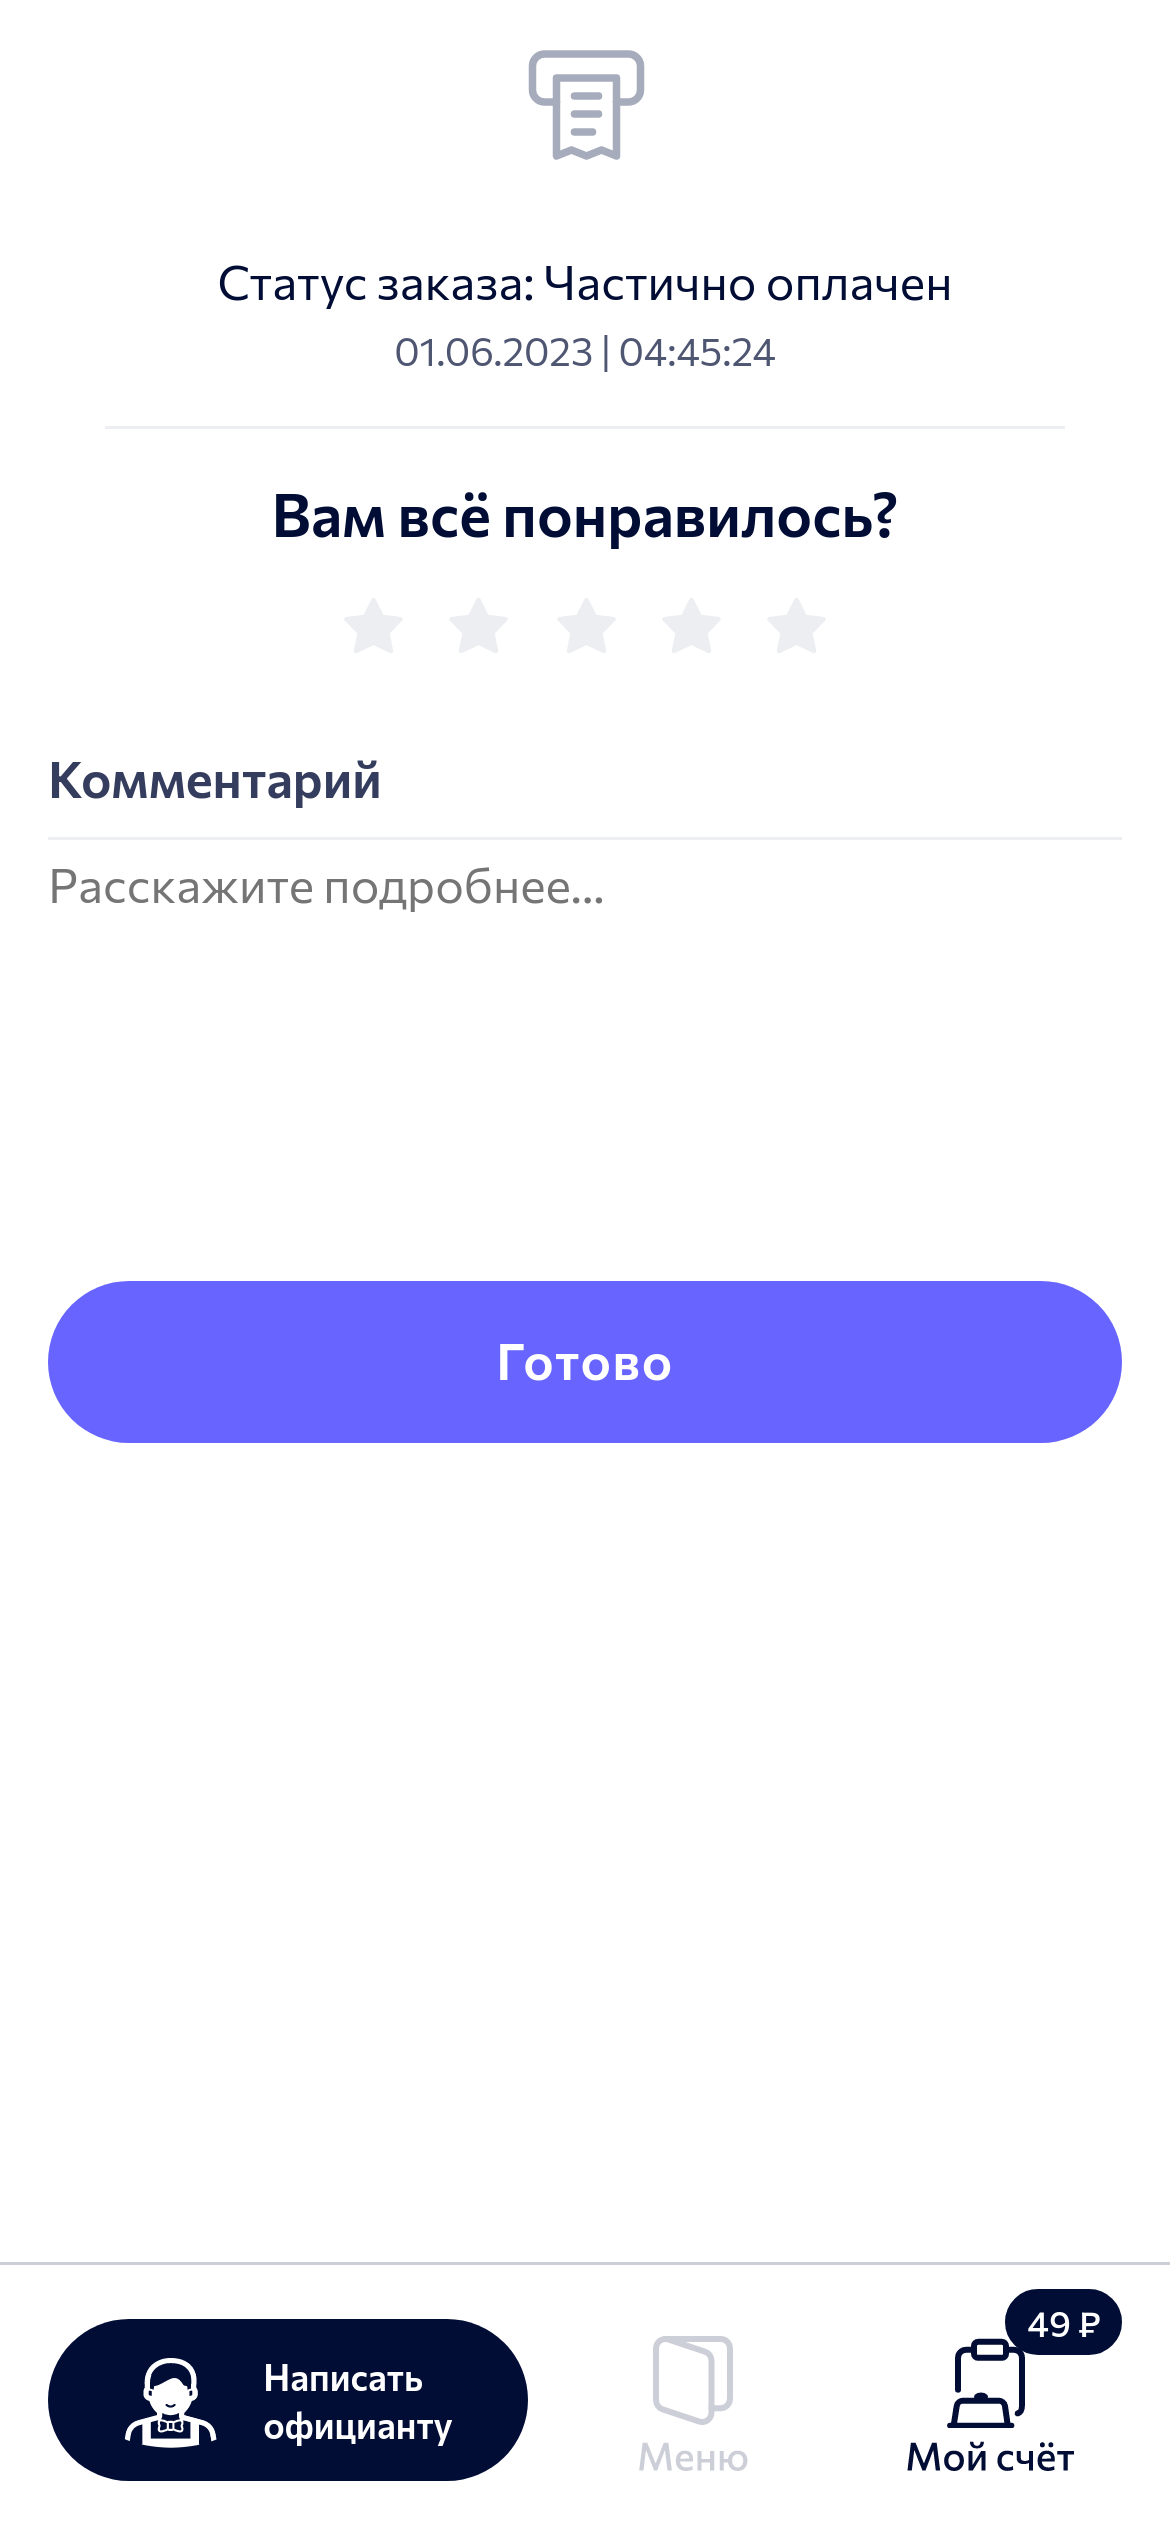 Статус заказа: Частично оплачен
01.06.2023 | 04:45:24
Вам всё понравилось?
Комментарий
Расскажите подробнее...
Готово
Написать
официанту
Меню
49 ₽
Мой счёт